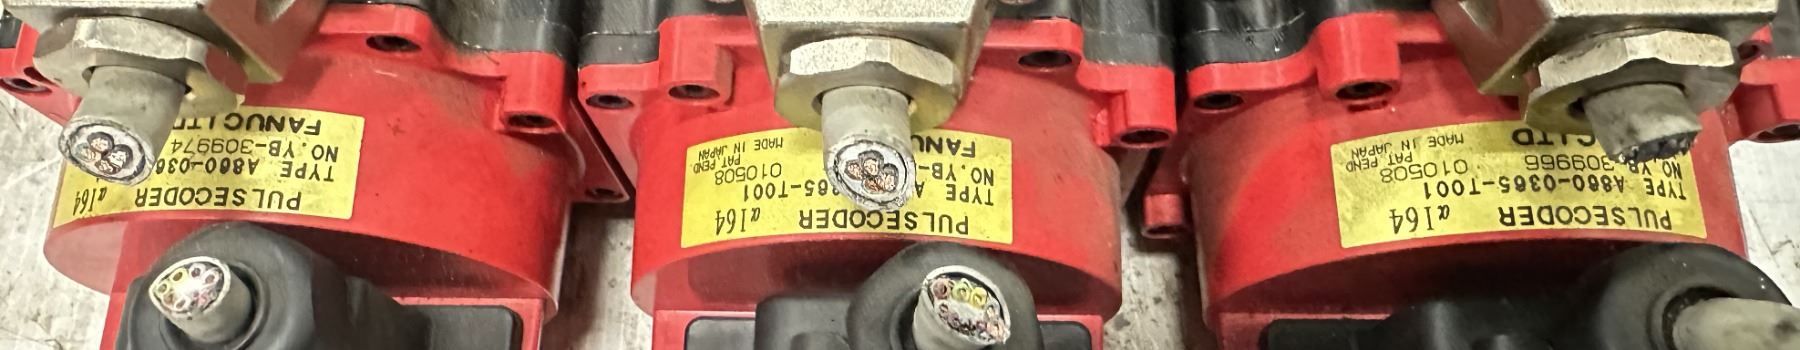 PULSECODER αI64
TYPE A860-036
NO.YB-309974
FANUC LTD
PULSECODER αI64
TYPE A 365-T001
NO.YB- 010508
PAT PEND
MADE IN JAPAN
FANU
PULSECODER αI64
TYPE A860-0365-T001
NO.YB-309966 010508
PAT PEND
MADE IN JAPAN
C LTD